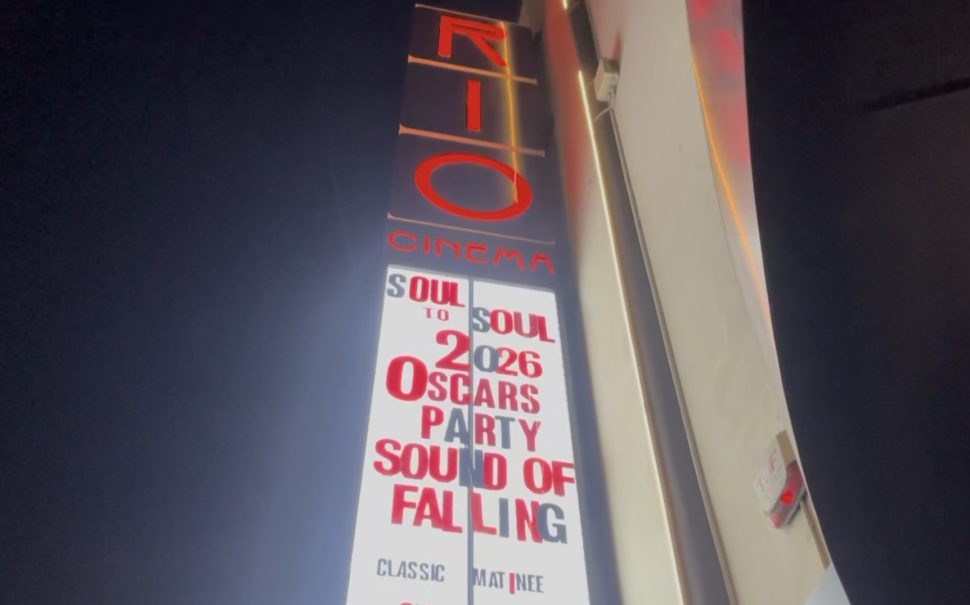 RIO
CINEMA
SOUL
TO SOUL
2026
OSCARS
PARTY
SOUND OF
FALLING
CLASSIC MATINEE